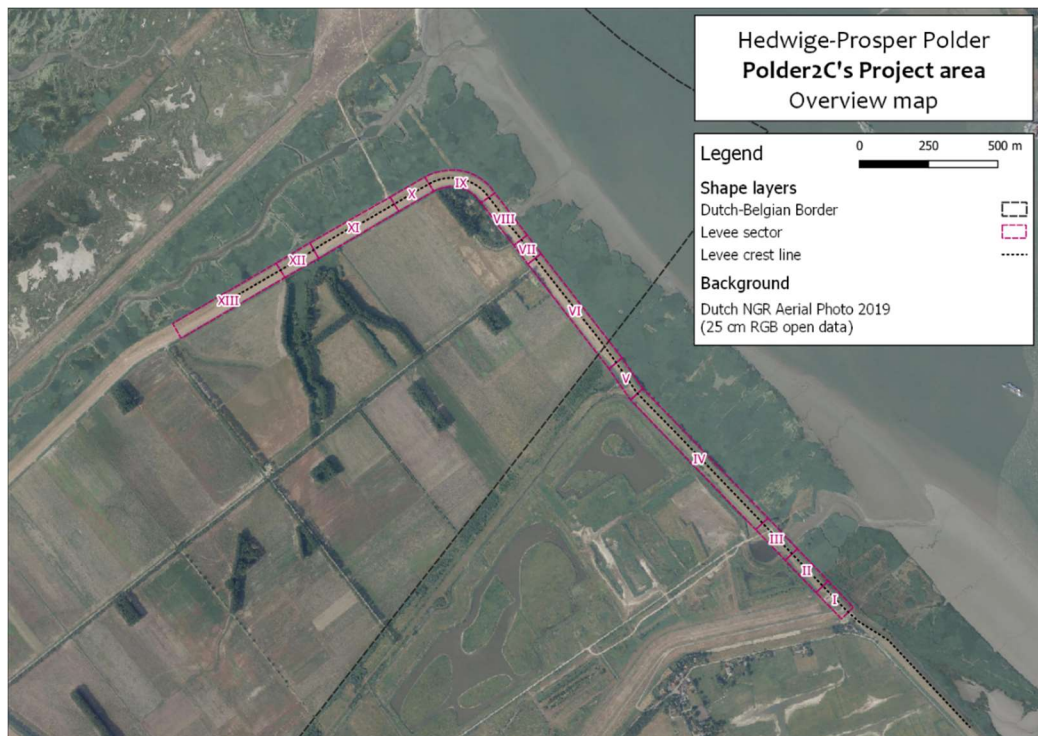 Hedwige-Prosper Polder
Polder2C's Project area
Overview map
Legend
0 250 500 m
Shape layers
Dutch-Belgian Border
Levee sector
Levee crest line
Background
Dutch NGR Aerial Photo 2019
(25 cm RGB open data)
IX
X
VIII
XI
VII
XII
XIII
VI
V
IV
III
II
I